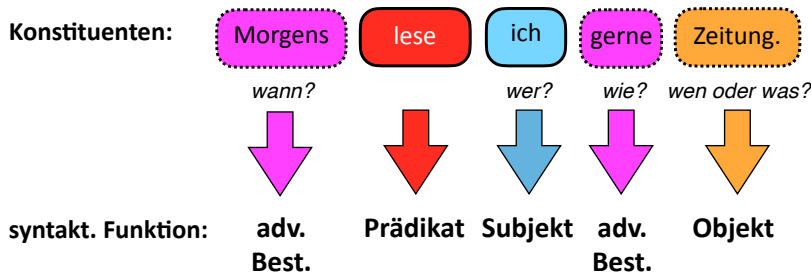 Konstituenten: Morgens lese ich gerne Zeitung.
wann? wer? wie? wen oder was?
syntakt. Funktion: adv. Best. Prädikat Subjekt adv. Best. Objekt